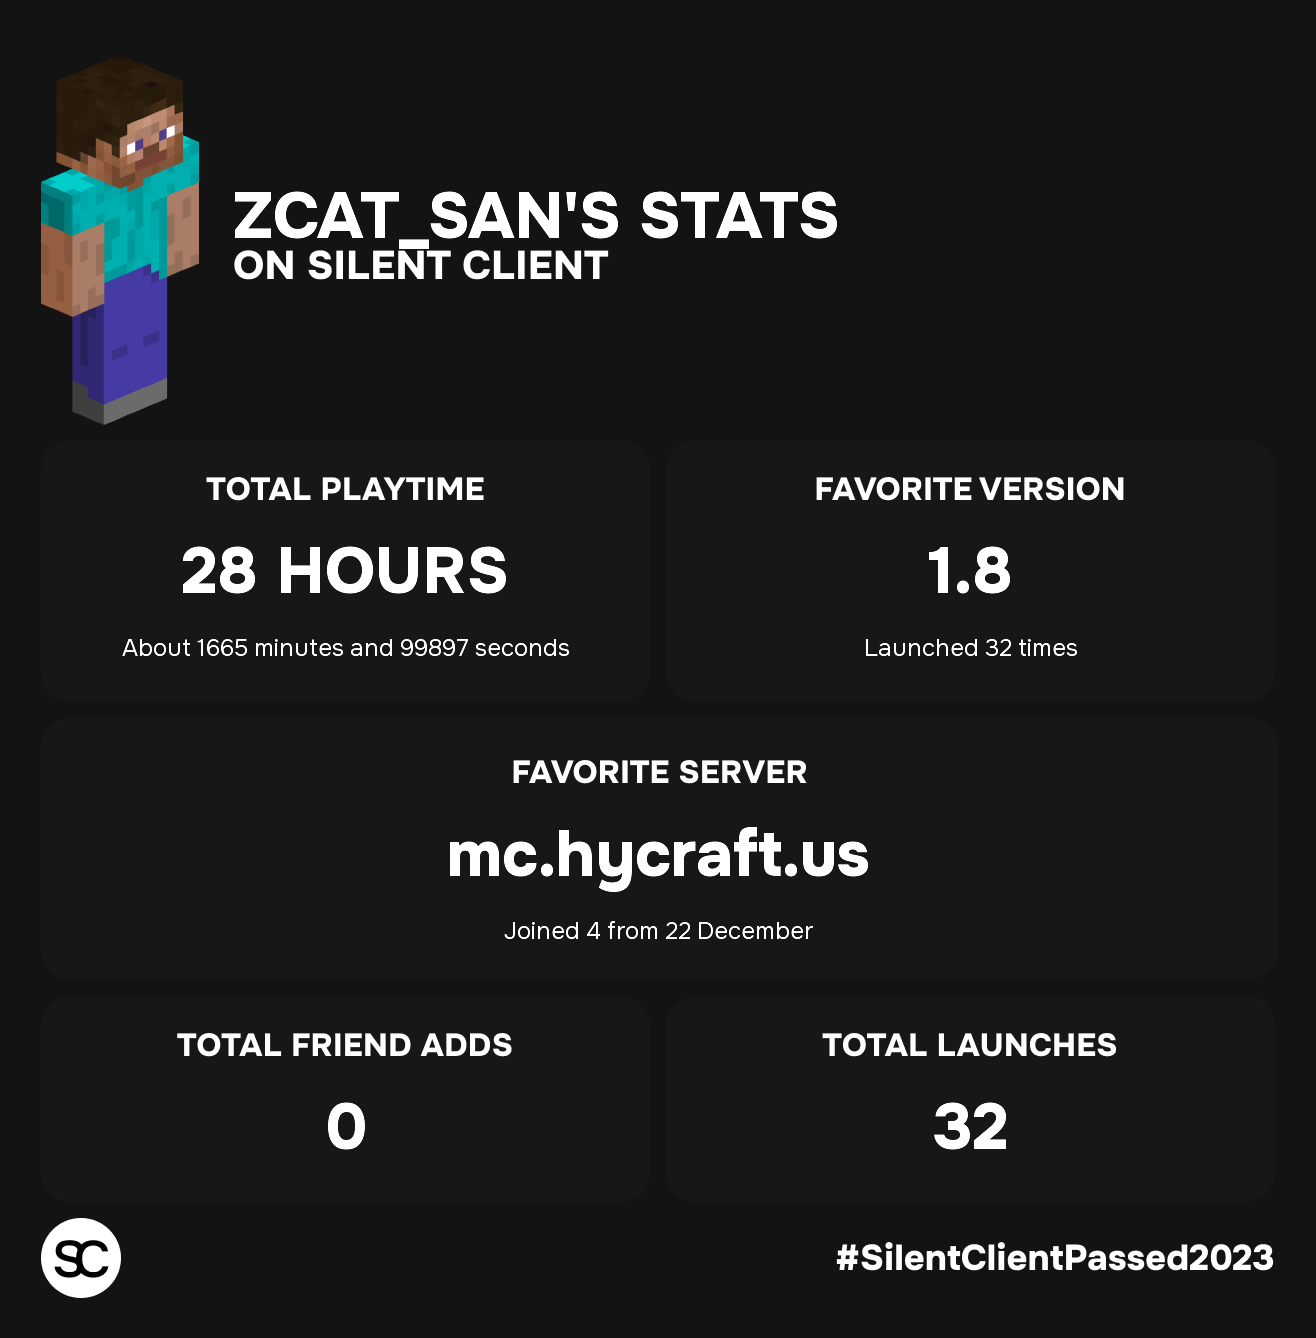 ZCAT_SAN'S STATS
ON SILENT CLIENT
TOTAL PLAYTIME
28 HOURS
About 1665 minutes and 99897 seconds
FAVORITE VERSION
1.8
Launched 32 times
FAVORITE SERVER
mc.hycraft.us
Joined 4 from 22 December
TOTAL FRIEND ADDS
0
TOTAL LAUNCHES
32
SC
#SilentClientPassed2023